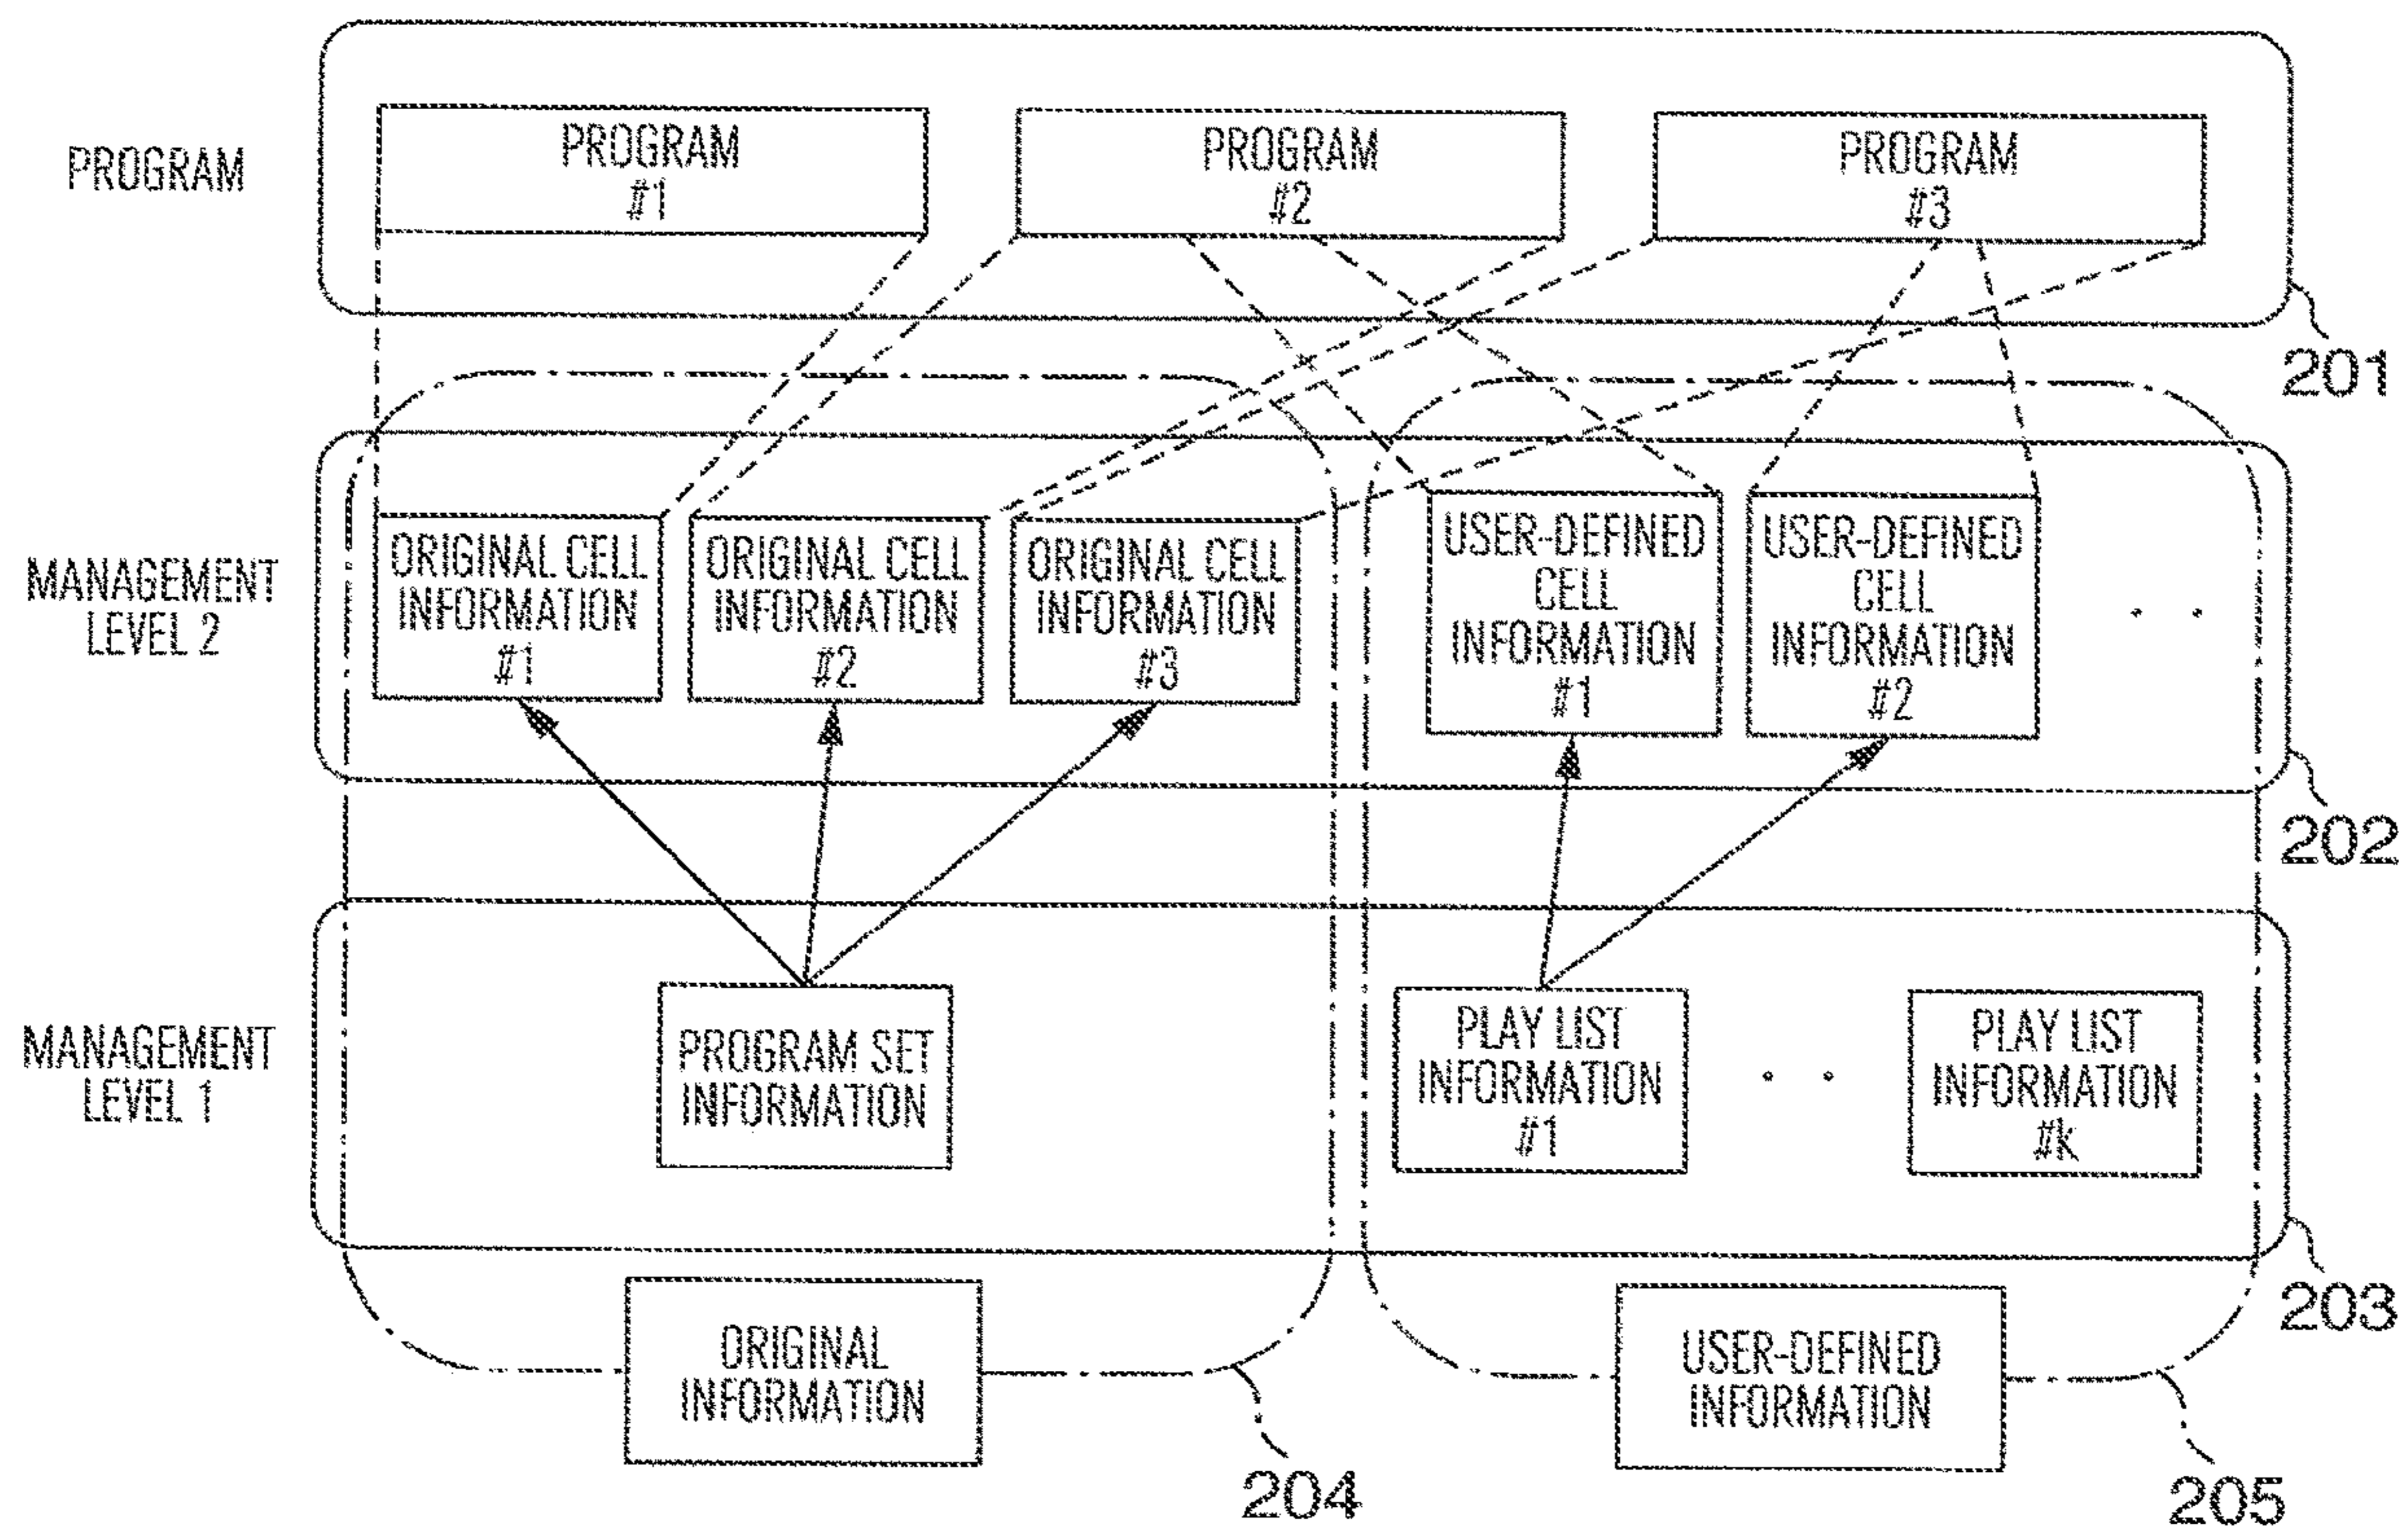 PROGRAM
PROGRAM
#1
PROGRAM
#2
PROGRAM
#3
201
MANAGEMENT
LEVEL 2
ORIGINAL CELL
INFORMATION
#1
ORIGINAL CELL
INFORMATION
#2
ORIGINAL CELL
INFORMATION
#3
USER-DEFINED
CELL
INFORMATION
#1
USER-DEFINED
CELL
INFORMATION
#2
202
MANAGEMENT
LEVEL 1
PROGRAM SET
INFORMATION
PLAY LIST
INFORMATION
#1
PLAY LIST
INFORMATION
#k
203
ORIGINAL
INFORMATION
204
USER-DEFINED
INFORMATION
205